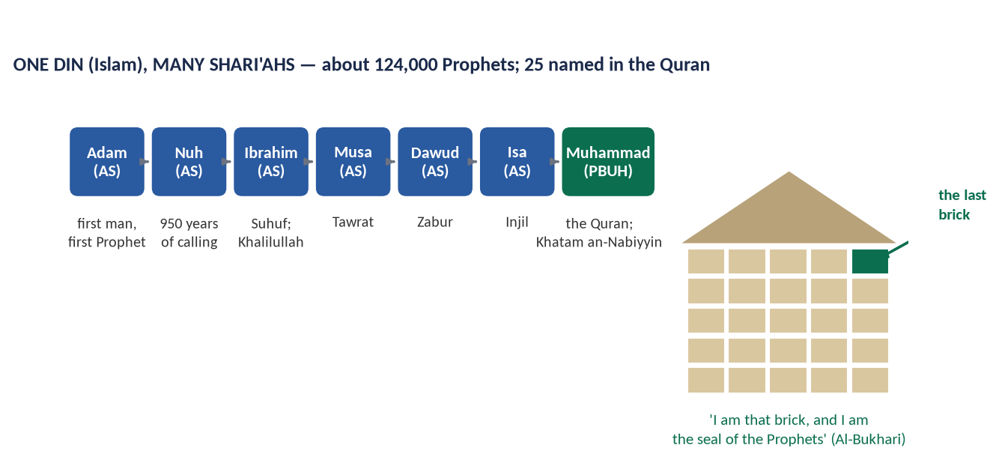 ONE DIN (Islam), MANY SHARI'AHS — about 124,000 Prophets; 25 named in the Quran
Adam
(AS)
Nuh
(AS)
Ibrahim
(AS)
Musa
(AS)
Dawud
(AS)
Isa
(AS)
Muhammad
(PBUH)
first man,
first Prophet
950 years
of calling
Suhuf;
Khalilullah
Tawrat
Zabur
Injil
the Quran;
Khatam an-Nabiyyin
the last
brick
'I am that brick, and I am
the seal of the Prophets' (Al-Bukhari)